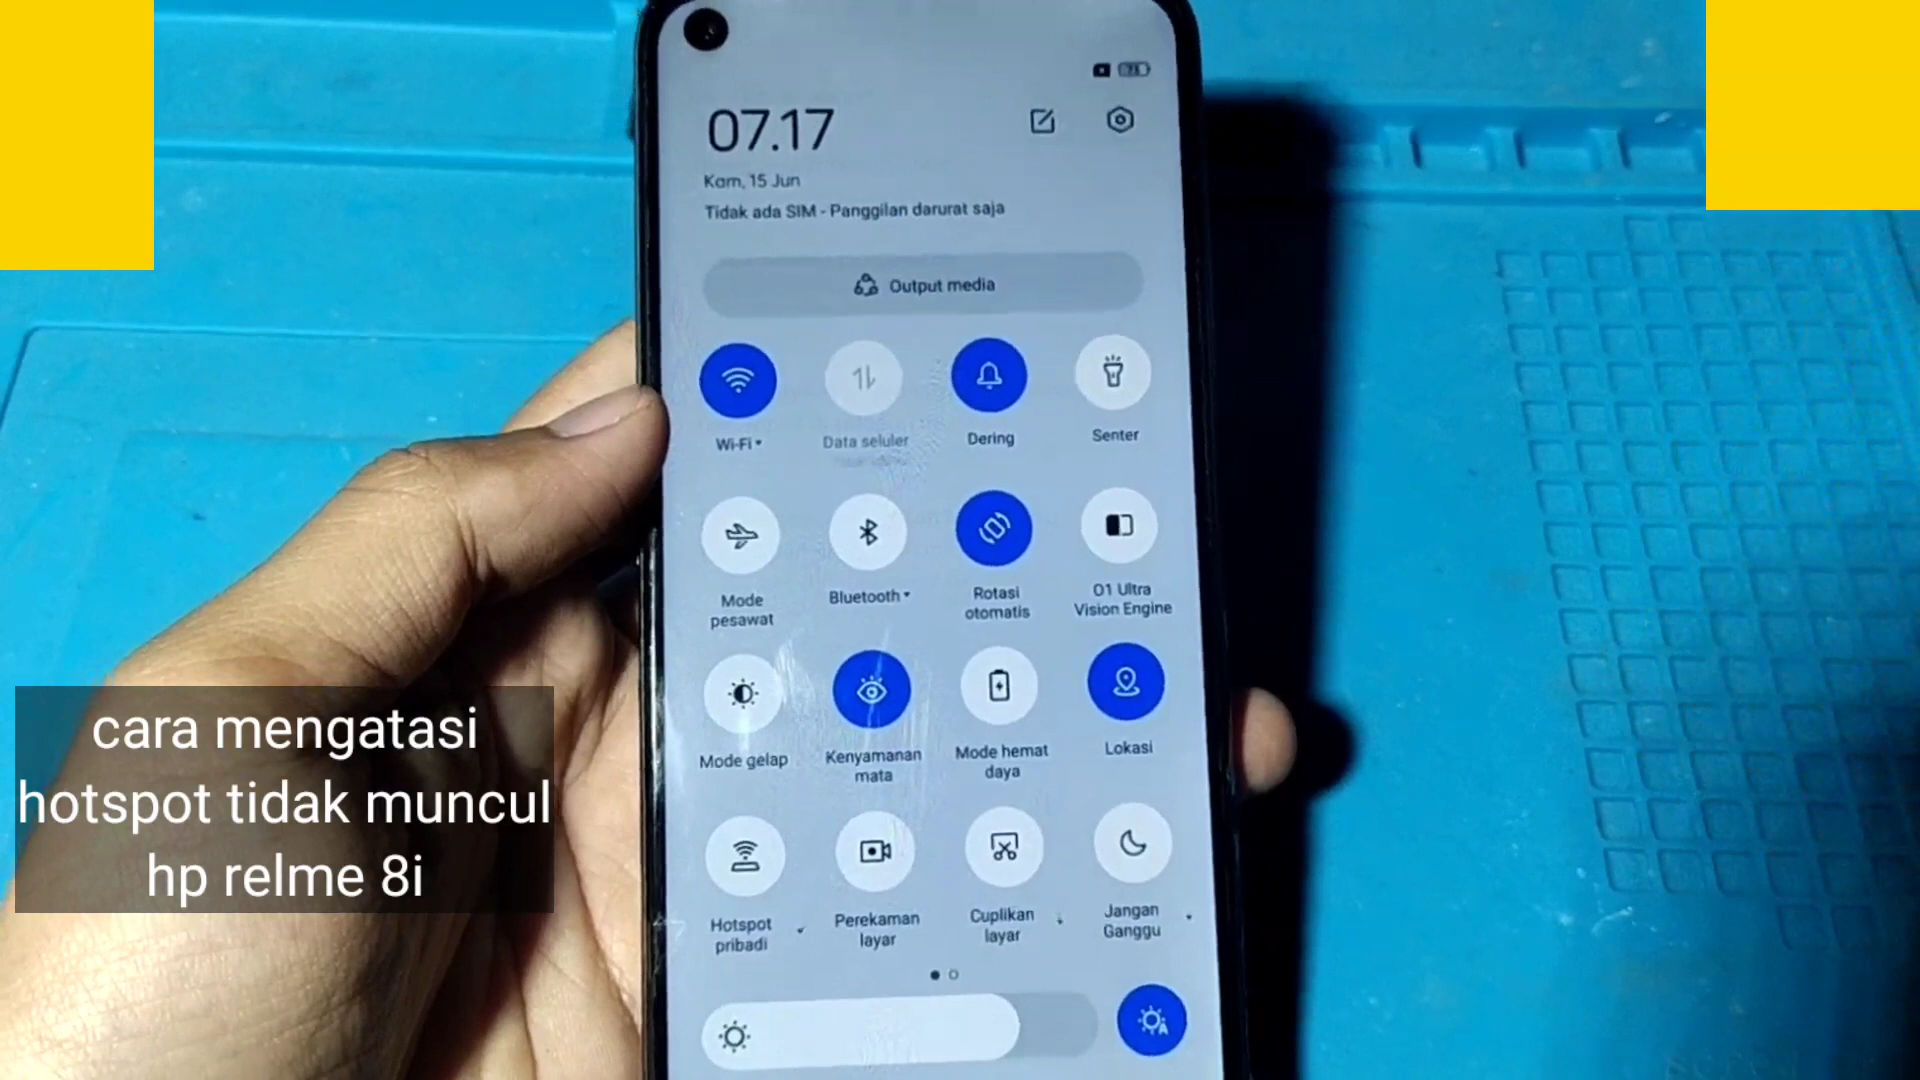 07.17
Kam, 15 Jun
Tidak ada SIM - Panggilan darurat saja
Output media
Wi-Fi
Data seluler
Dering
Senter
Mode
pesawat
Bluetooth
Rotasi
otomatis
O1 Ultra
Vision Engine
Mode gelap
Kenyamanan
mata
Mode hemat
daya
Lokasi
Hotspot
pribadi
Perekaman
layar
Cuplikan
layar
Jangan
Ganggu
cara mengatasi
hotspot tidak muncul
hp relme 8i